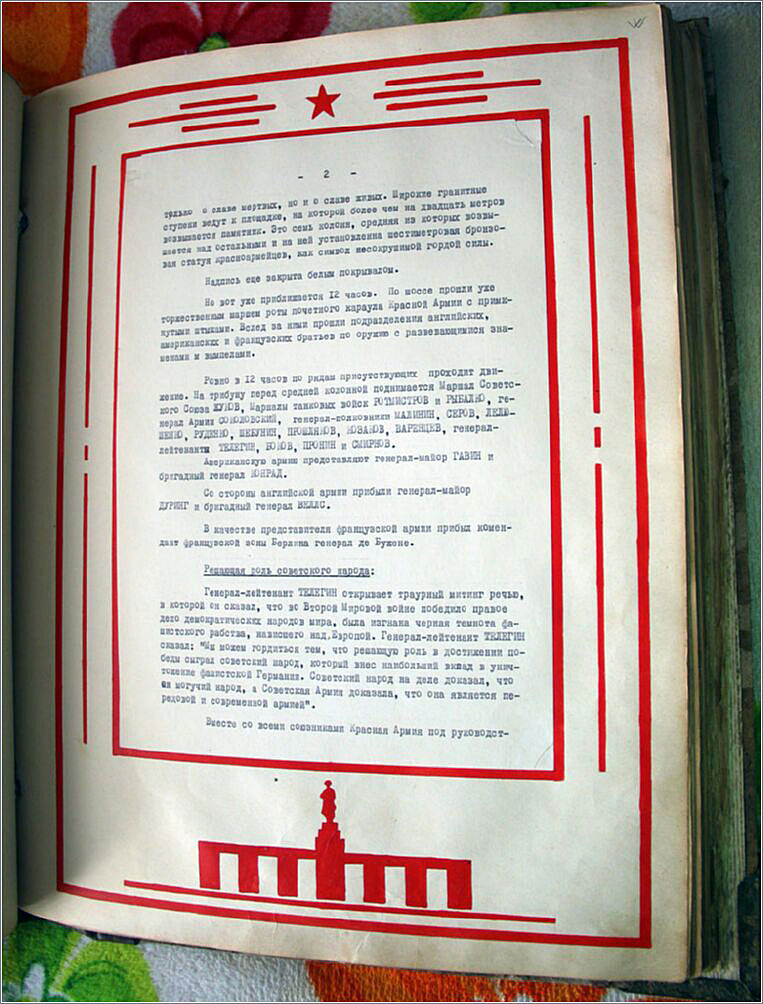 - 2 -
только о славе мертвых, но и о славе живых. Широкие гранитные
ступени ведут к площадке, на которой более чем на двадцать метров
возвышается памятник. Это семь колонн, средняя из которых возвы-
шается над остальными и на ней установлена шестиметровая бронзо-
вая статуя красноармейцев, как символ несокрушимой гордой силы.
Надпись еще закрыта белым покрывалом.
Но вот уже приближается 12 часов. По шоссе прошли уже
торжественным маршем роты почетного караула Красной Армии с примк-
нутыми штыками. Вслед за ними прошли подразделения английских,
американских и французских братьев по оружию с развевающимися зна-
менами и вымпелами.
Ровно в 12 часов по рядам присутствующих проходит дви-
жение. На трибуну перед средней колонной поднимается Маршал Советс-
кого Союза ЖУКОВ, Маршалы танковых войск РОТМИСТРОВ и РЫБАЛКО, ге-
нерал Армии СОКОЛОВСКИЙ, генерал-полковники МАЛИНИН, СЕРОВ, ЛЕЛЮ-
ШЕНКО, РУДЕНКО, ШЕБУНИН, ПРОШЛЯКОВ, КОЗАКОВ, ВАРЕНЦЕВ, генерал-
лейтенанты ТЕЛЕГИН, БОКОВ, ПРОНИН и СМИРНОВ.
Американскую армию представляют генерал-майор ГАВИН и
бригадный генерал КОНРАД.
Со стороны английской армии прибыли генерал-майор
ДУРИНГ и бригадный генерал ВЕЛЛС.
В качестве представителя французской армии прибыл комен-
дант французской зоны Берлина генерал де Бушене.
Решающая роль советского народа:
Генерал-лейтенант ТЕЛЕГИН открывает траурный митинг речью,
в которой он сказал, что во Второй Мировой войне победило правое
дело демократических народов мира, была изгнана черная темнота фа-
шистского рабства, нависшего над Европой. Генерал-лейтенант ТЕЛЕГИН
сказал: "Мы можем гордиться тем, что решающую роль в достижении по-
беды сыграл советский народ, который внес наибольший вклад в унич-
тожение фашистской Германии. Советский народ на деле доказал, что
он могучий народ, а Советская Армия доказала, что она является пе-
редовой и современной армией".
Вместе со всеми союзниками Красная Армия под руководст-